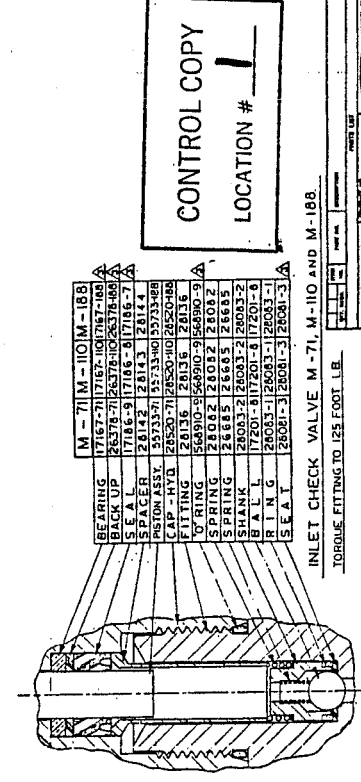 CONTROL COPY
LOCATION # 1
M-71 M-110 M-188
BEARING 17167-71 17167-110 17167-188
BACK UP 26378-71 26378-110 26378-188
SEAL 17186-9 17186-8 17186-7
SPACER 28142 28143 28144
PISTON ASSY. 55733-71 55733-110 55733-188
CAP-HYD. 28520-71 28520-110 28520-188
FITTING 28136 28136 28136
"O" RING 568910-9 568910-9 568910-9
SPRING 28082 28082 28082
SPRING 26685 26685 26685
SHANK 28083-2 28083-2 28083-2
BALL 17201-8 17201-8 17201-8
RING 28083-1 28083-1 28083-1
SEAT 28081-3 28081-3 28081-3
INLET CHECK VALVE M-71, M-110 AND M-188.
TORQUE FITTING TO 125 FOOT LB.
PARTS LIST